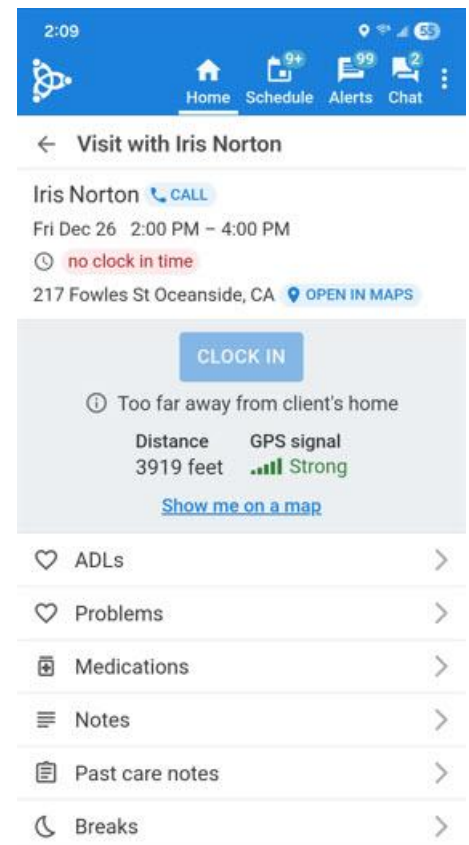 2:09
55
9+
99
2
Home Schedule Alerts Chat
Visit with Iris Norton
Iris Norton CALL
Fri Dec 26 2:00 PM – 4:00 PM
no clock in time
217 Fowles St Oceanside, CA OPEN IN MAPS
CLOCK IN
Too far away from client's home
Distance GPS signal
3919 feet Strong
Show me on a map
ADLs
Problems
Medications
Notes
Past care notes
Breaks